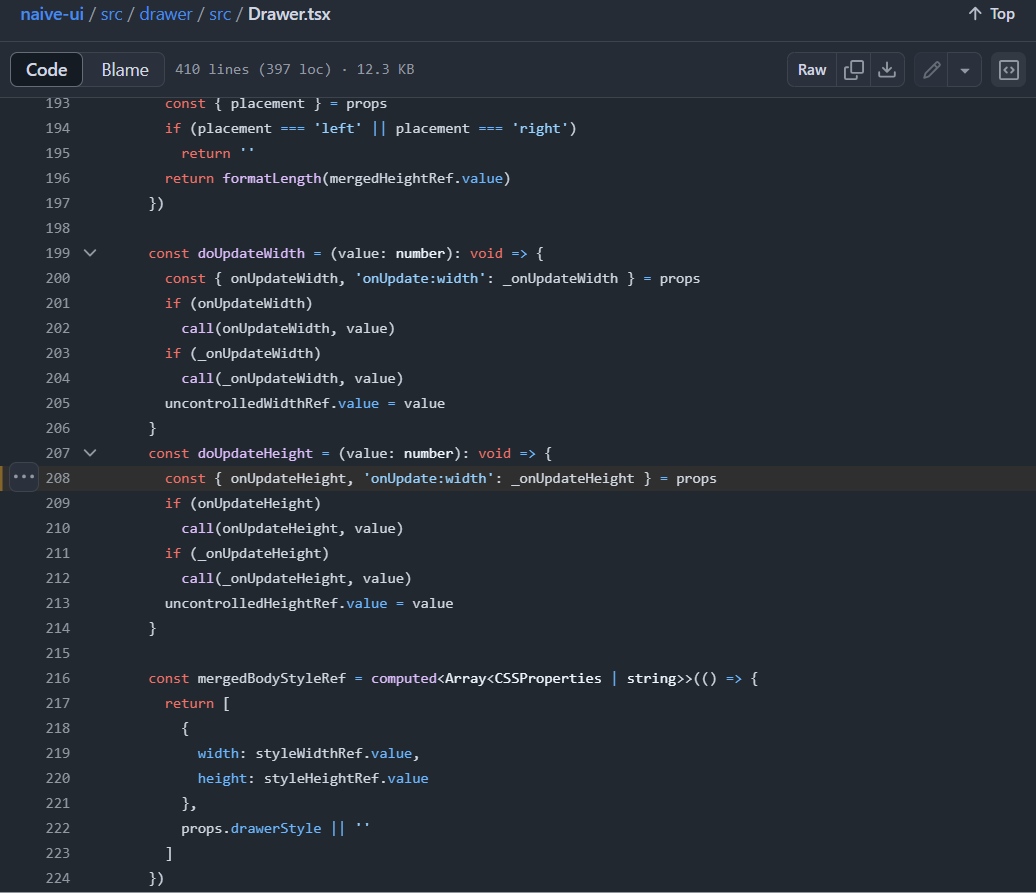 naive-ui / src / drawer / src / Drawer.tsx
Top
Code Blame 410 lines (397 loc) · 12.3 KB Raw
193 const { placement } = props
194 if (placement === 'left' || placement === 'right')
195 return ''
196 return formatLength(mergedHeightRef.value)
197 })
198
199 const doUpdateWidth = (value: number): void => {
200 const { onUpdateWidth, 'onUpdate:width': _onUpdateWidth } = props
201 if (onUpdateWidth)
202 call(onUpdateWidth, value)
203 if (_onUpdateWidth)
204 call(_onUpdateWidth, value)
205 uncontrolledWidthRef.value = value
206 }
207 const doUpdateHeight = (value: number): void => {
208 const { onUpdateHeight, 'onUpdate:width': _onUpdateHeight } = props
209 if (onUpdateHeight)
210 call(onUpdateHeight, value)
211 if (_onUpdateHeight)
212 call(_onUpdateHeight, value)
213 uncontrolledHeightRef.value = value
214 }
215
216 const mergedBodyStyleRef = computed<Array<CSSProperties | string>>(() => {
217 return [
218 {
219 width: styleWidthRef.value,
220 height: styleHeightRef.value
221 },
222 props.drawerStyle || ''
223 ]
224 })